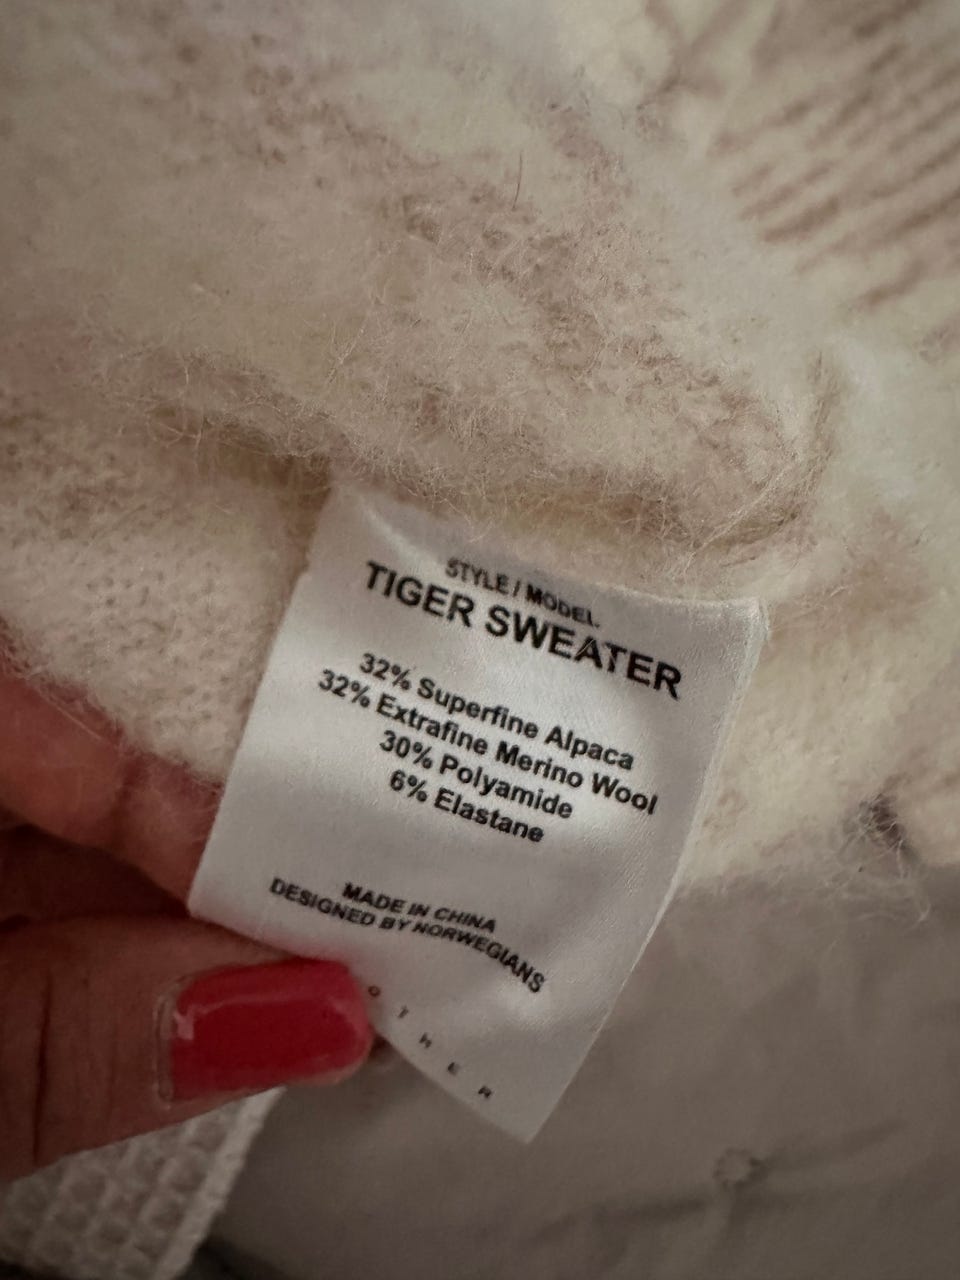 STYLE / MODEL
TIGER SWEATER
32% Superfine Alpaca
32% Extrafine Merino Wool
30% Polyamide
6% Elastane
MADE IN CHINA
DESIGNED BY NORWEGIANS
O T H E R